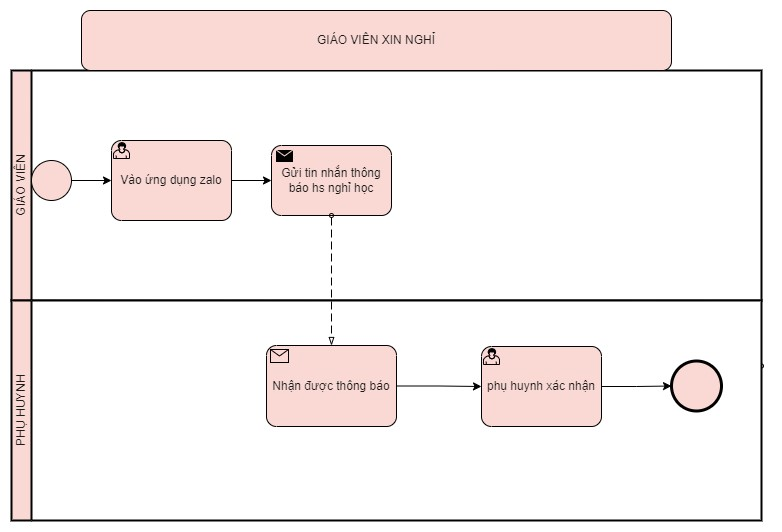 GIÁO VIÊN XIN NGHỈ
GIÁO VIÊN
Vào ứng dụng zalo
Gửi tin nhắn thông
báo hs nghỉ học
PHỤ HUYNH
Nhận được thông báo
phụ huynh xác nhận